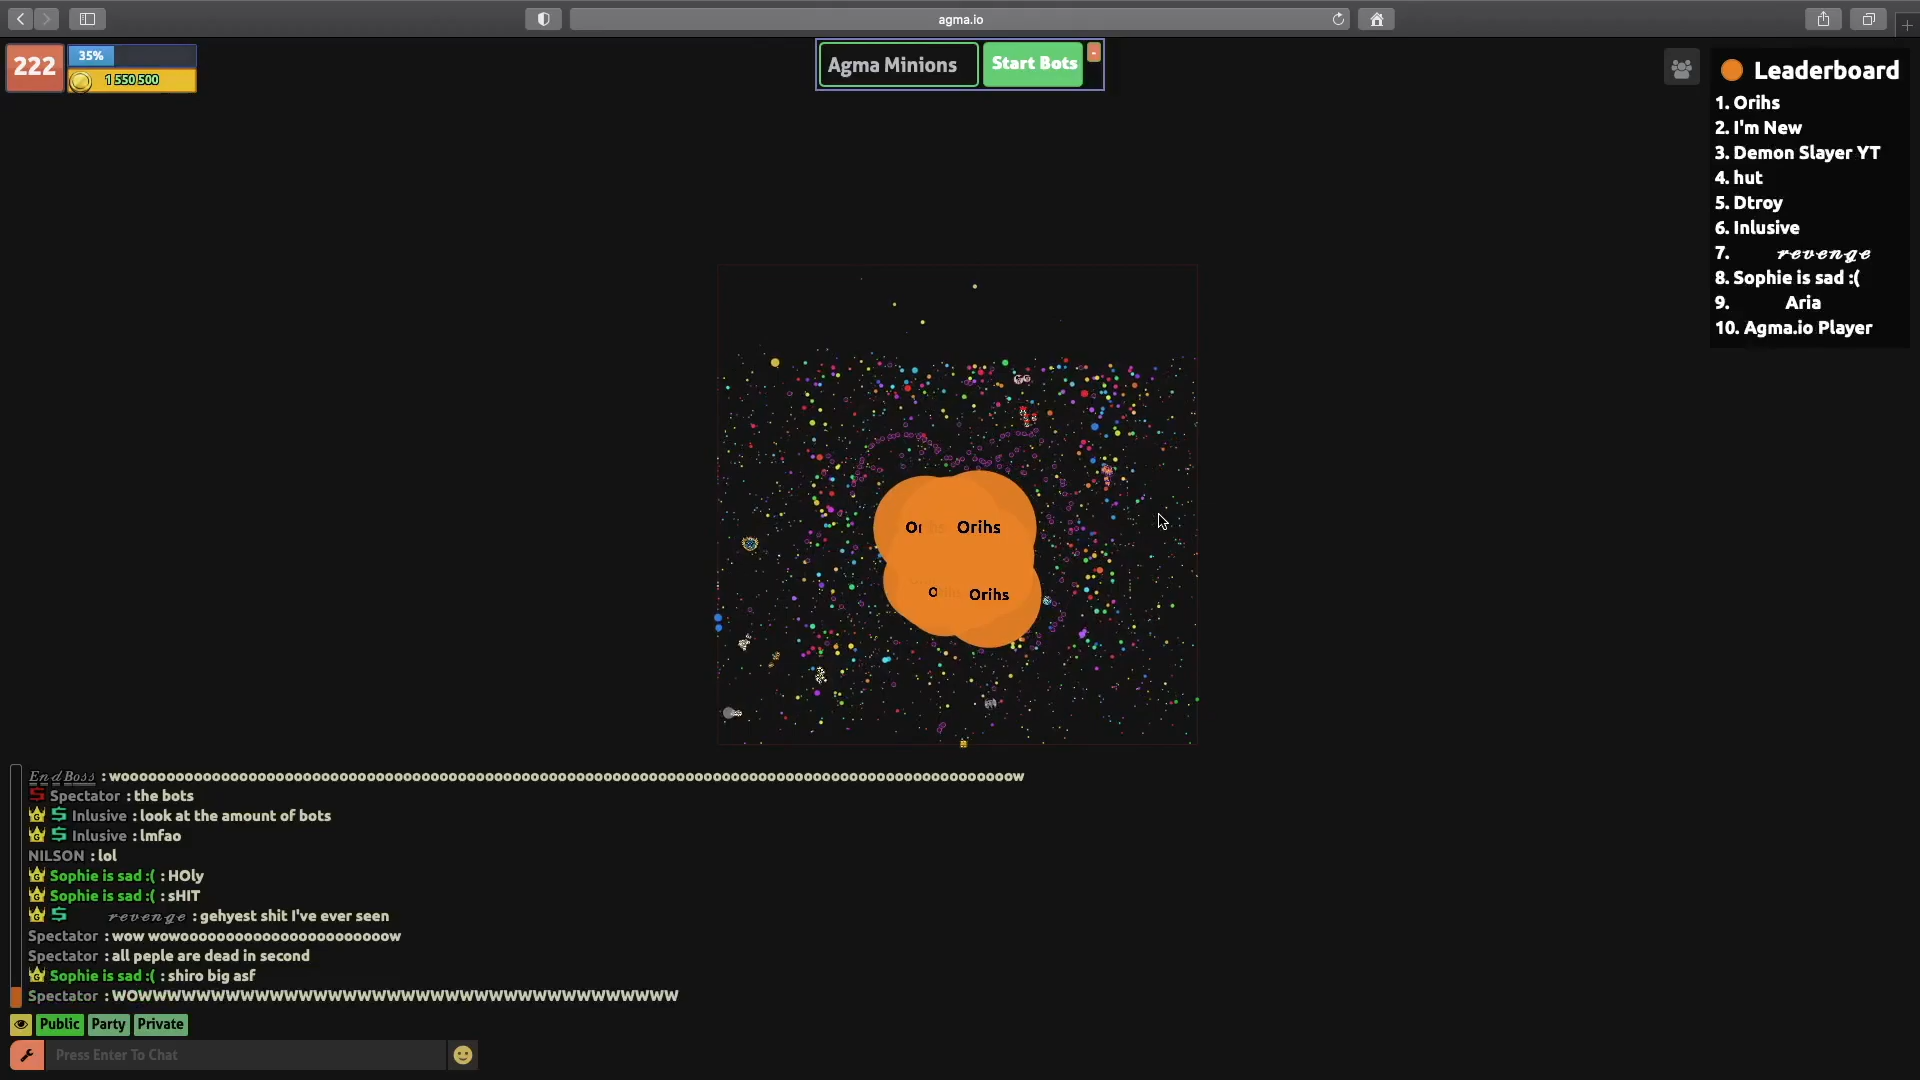 agma.io
222
35%
1 550 500
Agma Minions
Start Bots
-
Leaderboard
1. Orihs
2. I'm New
3. Demon Slayer YT
4. hut
5. Dtroy
6. Inlusive
7. 𝓻𝓮𝓿𝓮𝓷𝓰𝓮
8. Sophie is sad :(
9. Aria
10. Agma.io Player
Orihs
Orihs
EndBoss : wooooooooooooooooooooooooooooooooooooooooooooooooooooooooooooooooooooooooooooooooooooooooooooooooooow
Spectator : the bots
Inlusive : look at the amount of bots
Inlusive : lmfao
NILSON : lol
Sophie is sad :( : HOly
Sophie is sad :( : sHIT
𝓻𝓮𝓿𝓮𝓷𝓰𝓮 : gehyest shit I've ever seen
Spectator : wow wowooooooooooooooooooooooow
Spectator : all peple are dead in second
Sophie is sad :( : shiro big asf
Spectator : WOWWWWWWWWWWWWWWWWWWWWWWWWWWWWWWWWWWWWWW
Public Party Private
Press Enter To Chat